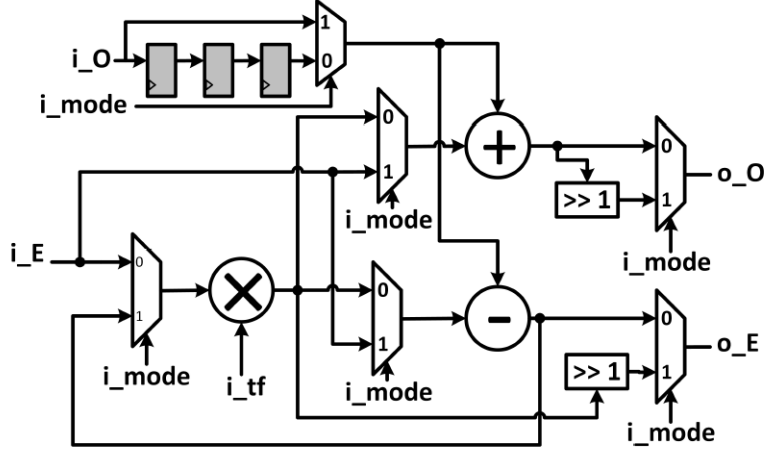 1
i_O
0
i_mode
0
0
+
o_O
1
>> 1
1
i_mode
i_mode
i_E
0
0
0
×
-
o_E
1
1
>> 1
1
i_mode
i_tf
i_mode
i_mode